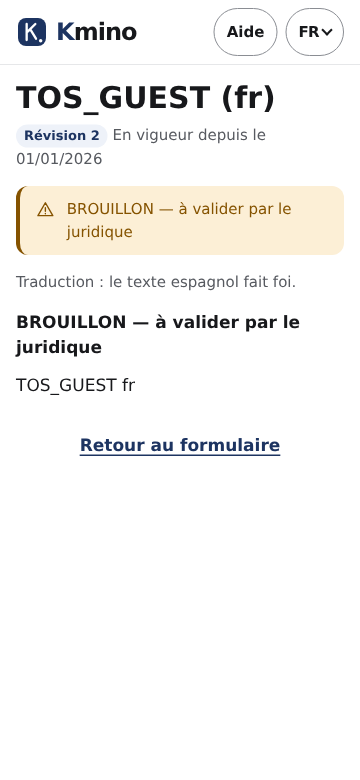 Kmino
Aide
FR
TOS_GUEST (fr)
Révision 2 En vigueur depuis le
01/01/2026
BROUILLON — à valider par le
juridique
Traduction : le texte espagnol fait foi.
BROUILLON — à valider par le
juridique
TOS_GUEST fr
Retour au formulaire